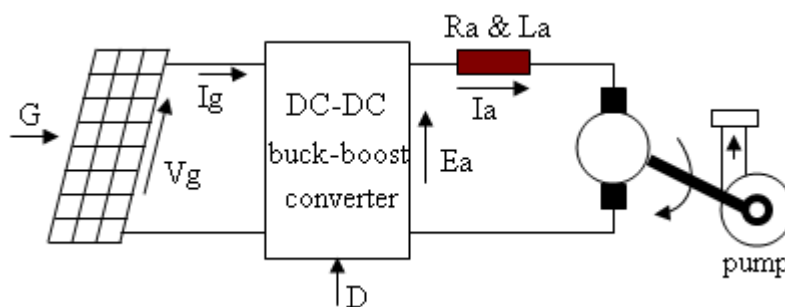 Ra & La
G
Ig
Vg
DC-DC
buck-boost
converter
Ea
Ia
D
pump